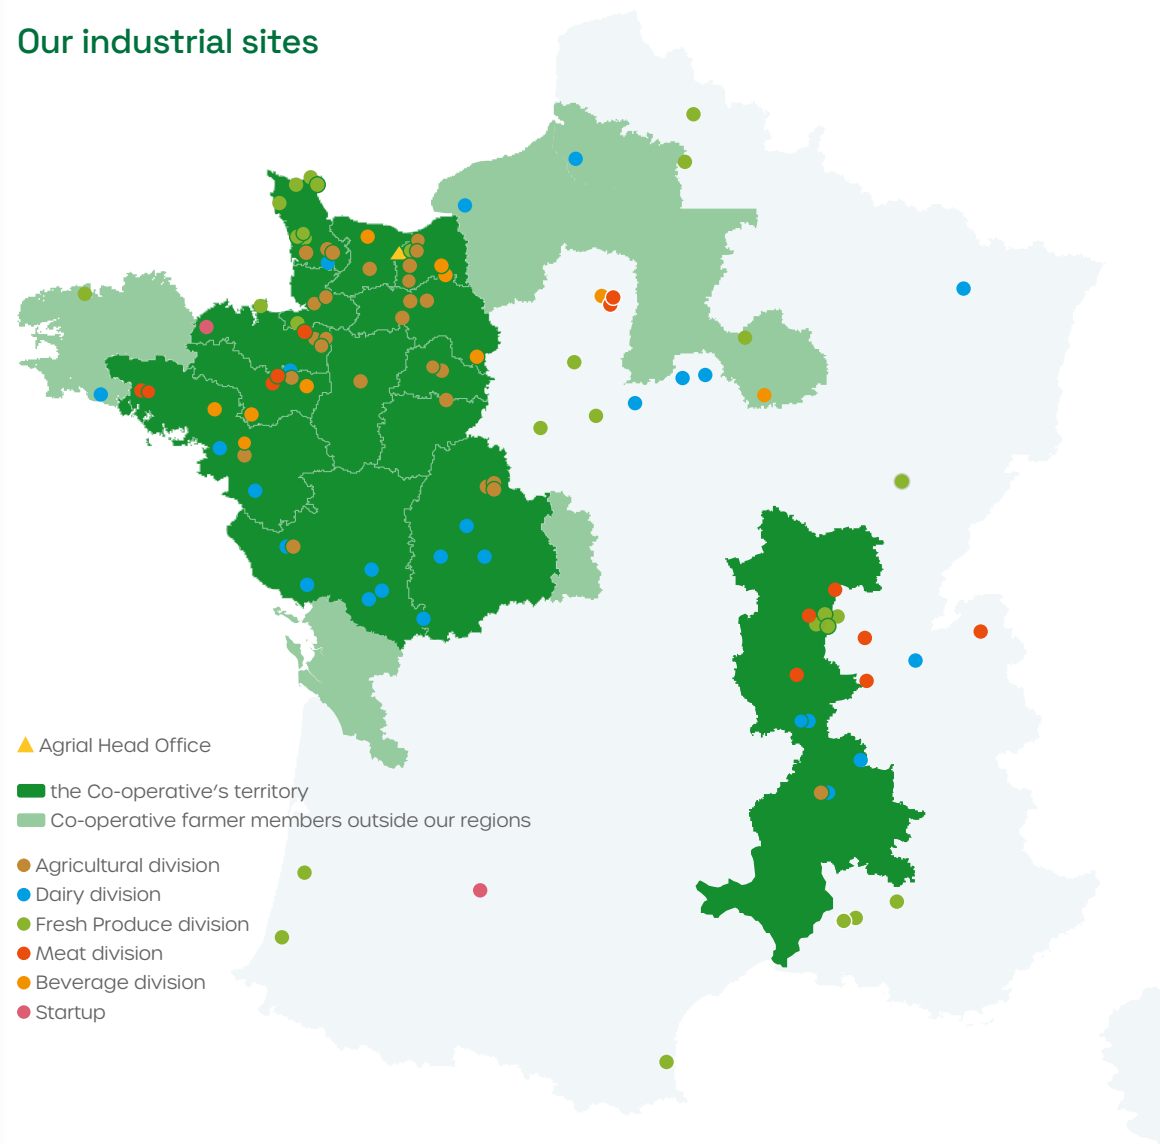 Our industrial sites
Agrial Head Office
the Co-operative's territory
Co-operative farmer members outside our regions
Agricultural division
Dairy division
Fresh Produce division
Meat division
Beverage division
Startup